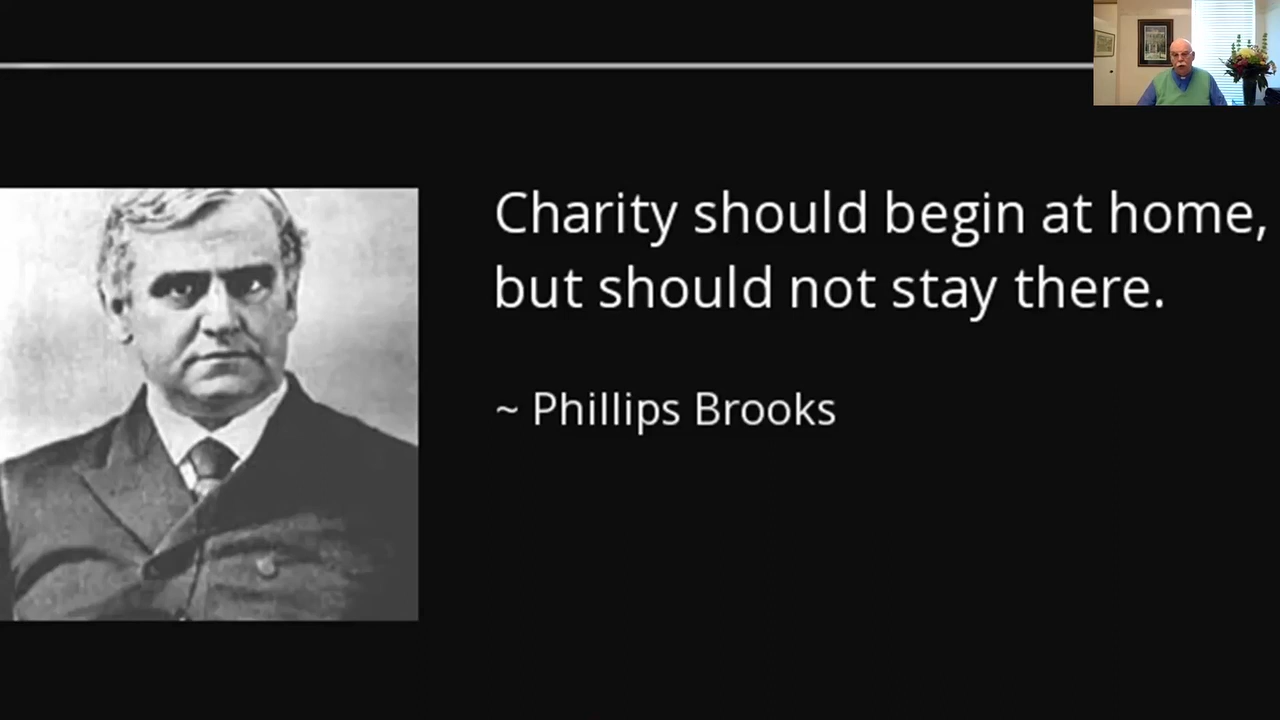 Charity should begin at home,
but should not stay there.
~ Phillips Brooks